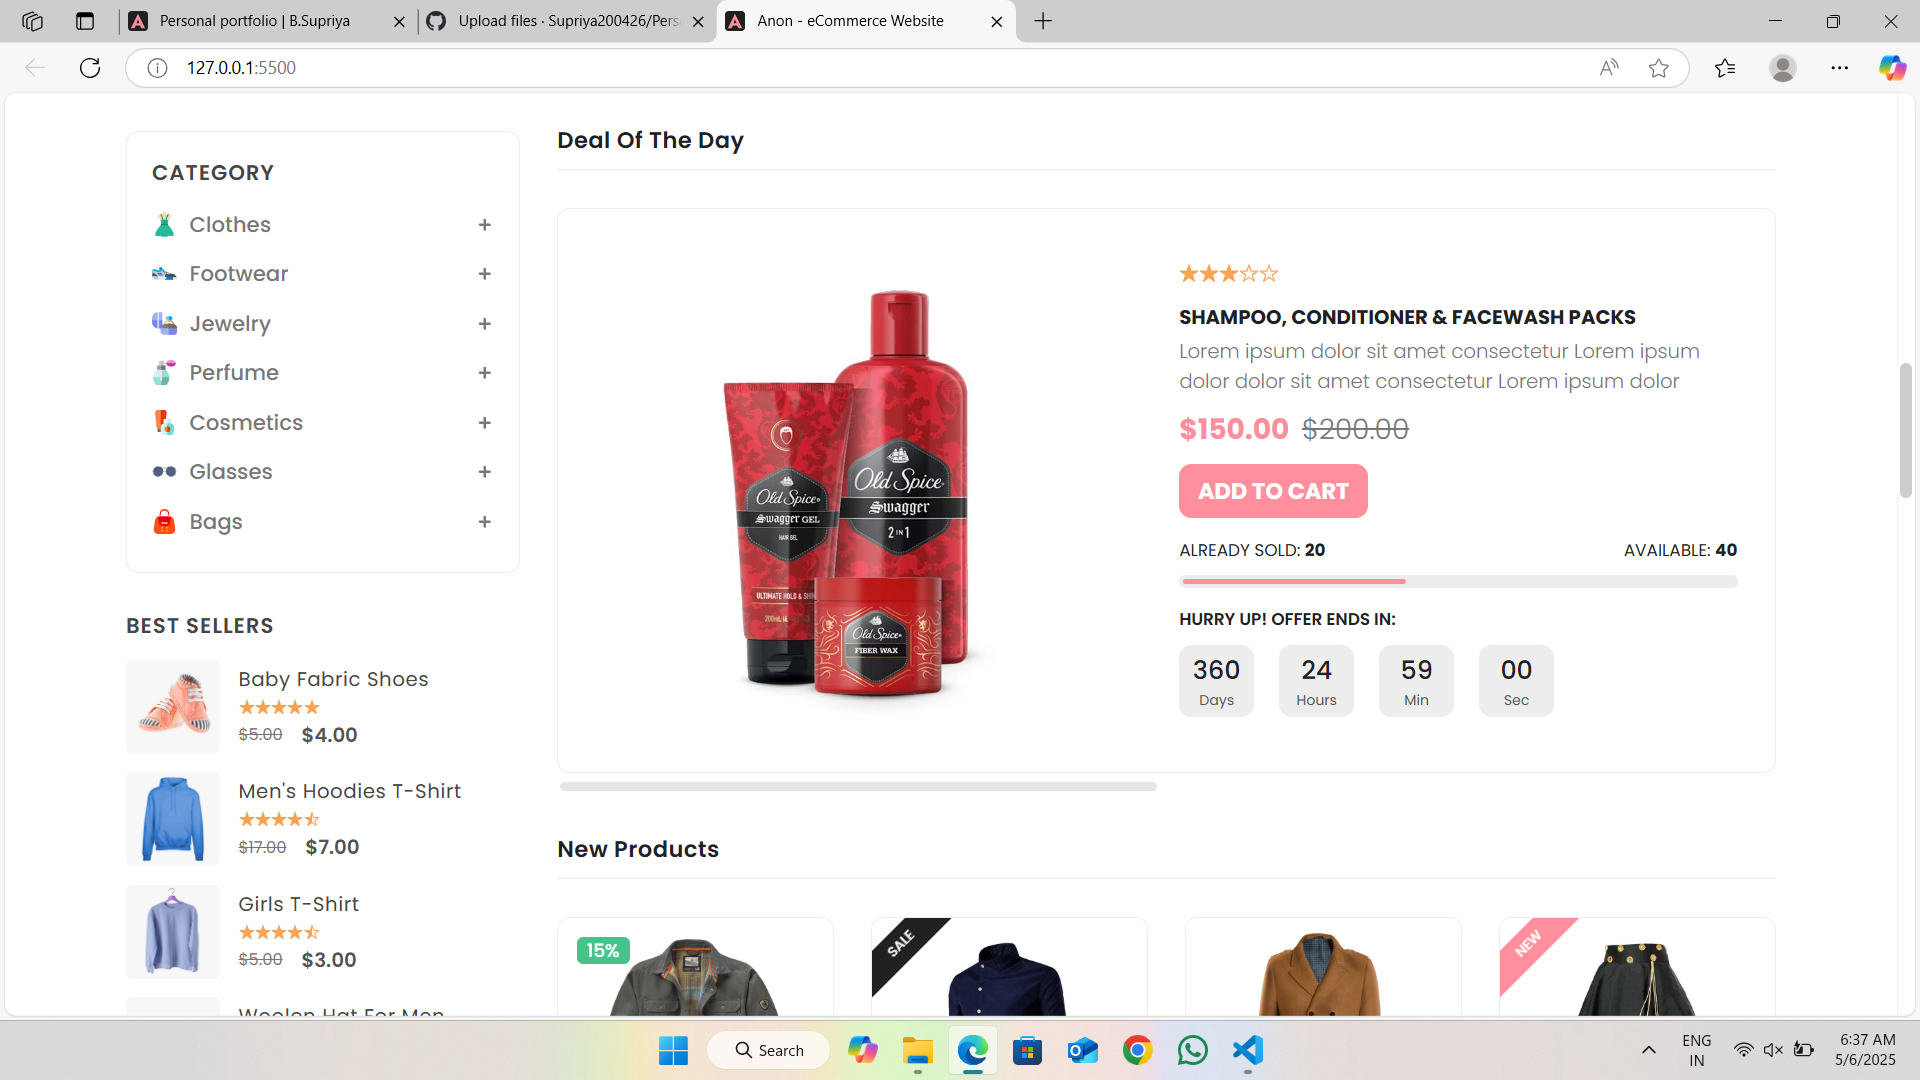 Personal portfolio | B.Supriya
Upload files · Supriya200426/Pers
Anon - eCommerce Website
127.0.0.1:5500
CATEGORY
Clothes +
Footwear +
Jewelry +
Perfume +
Cosmetics +
Glasses +
Bags +
BEST SELLERS
Baby Fabric Shoes
$5.00 $4.00
Men's Hoodies T-Shirt
$17.00 $7.00
Girls T-Shirt
$5.00 $3.00
Woolen Hat For Men
Deal Of The Day
Old Spice
Swagger GEL
HAIR GEL
ULTIMATE HOLD & SHIN
Old Spice
Swagger
2 IN 1
Old Spice
FIBER WAX
SHAMPOO, CONDITIONER & FACEWASH PACKS
Lorem ipsum dolor sit amet consectetur Lorem ipsum
dolor dolor sit amet consectetur Lorem ipsum dolor
$150.00 $200.00
ADD TO CART
ALREADY SOLD: 20 AVAILABLE: 40
HURRY UP! OFFER ENDS IN:
360 24 59 00
Days Hours Min Sec
New Products
15%
SALE
NEW
Search
ENG
IN
6:37 AM
5/6/2025